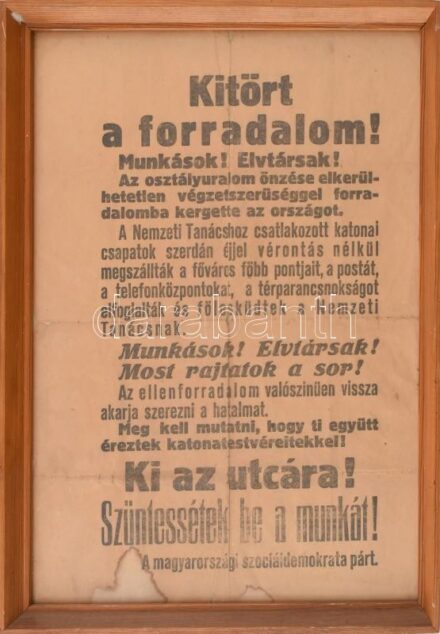 Kitört
a forradalom!
Munkások! Elvtársak!
Az osztályuralom önzése elkerül-
hetetlen végzetszerüséggel forra-
dalomba kergette az országot.
A Nemzeti Tanácshoz csatlakozott katonai
csapatok szerdán éjjel vérontás nélkül
megszállták a főváros főbb pontjait, a postát,
a telefonközpontokat, a térparancsnokságot
elfoglalták és fölesküdtek a Nemzeti
Tanácsnak.
darabanth
Munkások! Elvtársak!
Most rajtatok a sor!
Az ellenforradalom valószinüen vissza
akarja szerezni a hatalmat.
Meg kell mutatni, hogy ti együtt
éreztek katonatestvéreitekkel!
Ki az utcára!
Szüntessétek be a munkát!
A magyarországi szociáldemokrata párt.